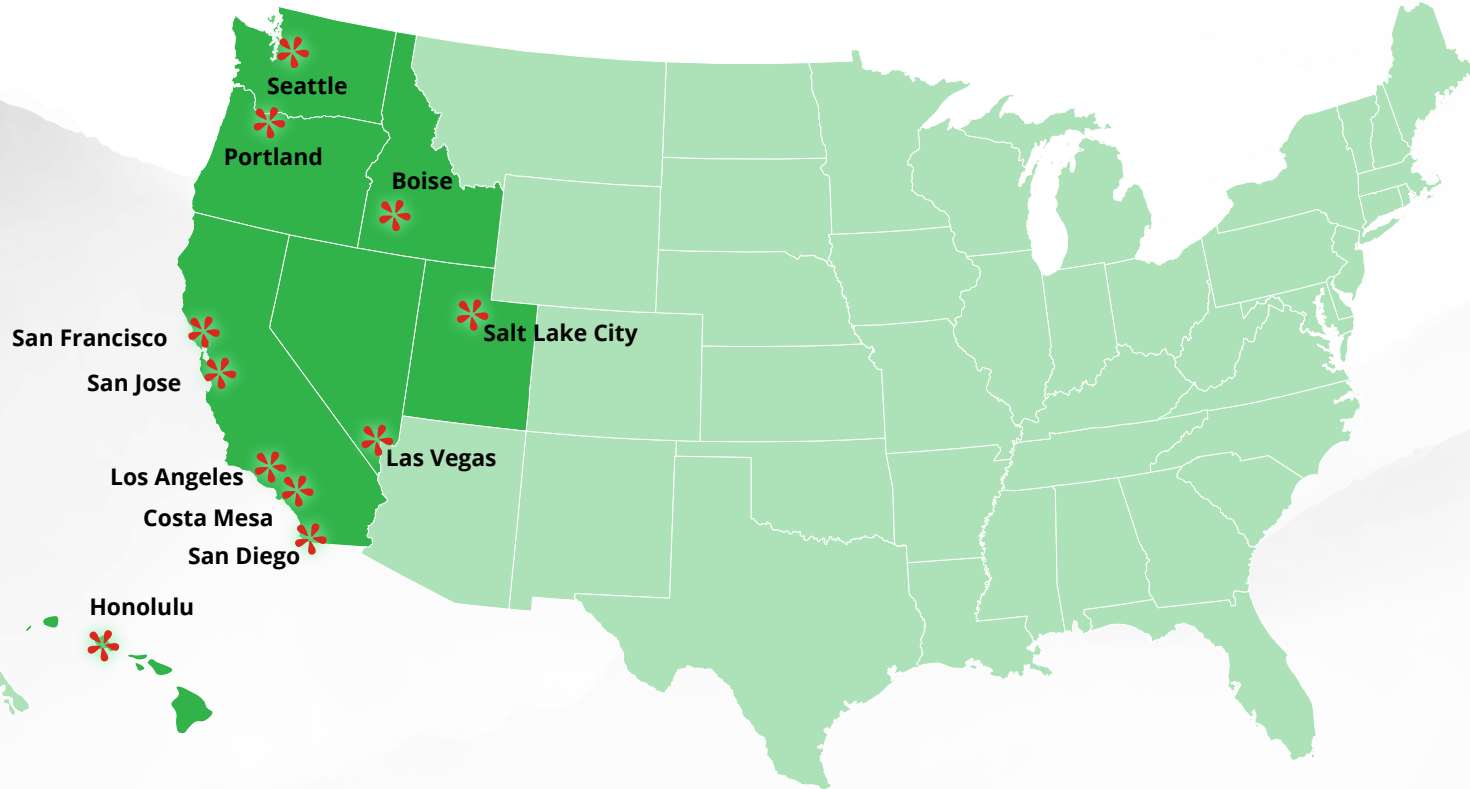 Seattle
Portland
Boise
San Francisco
Salt Lake City
San Jose
Las Vegas
Los Angeles
Costa Mesa
San Diego
Honolulu